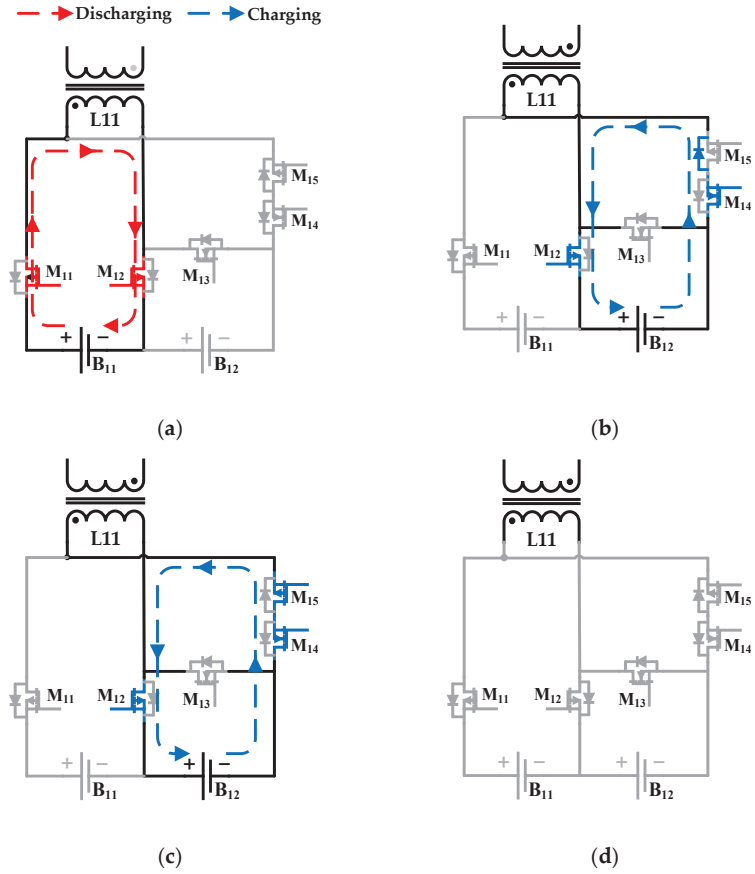 Discharging Charging
L11
M15
M14
M11
M12
M13
+ −
B11
+ −
B12
(a)
L11
M15
M14
M13
M11
M12
+ −
B11
+ −
B12
(b)
L11
M15
M14
M11
M12
M13
+ −
B11
+ −
B12
(c)
L11
M15
M14
M11
M12
M13
+ −
B11
+ −
B12
(d)